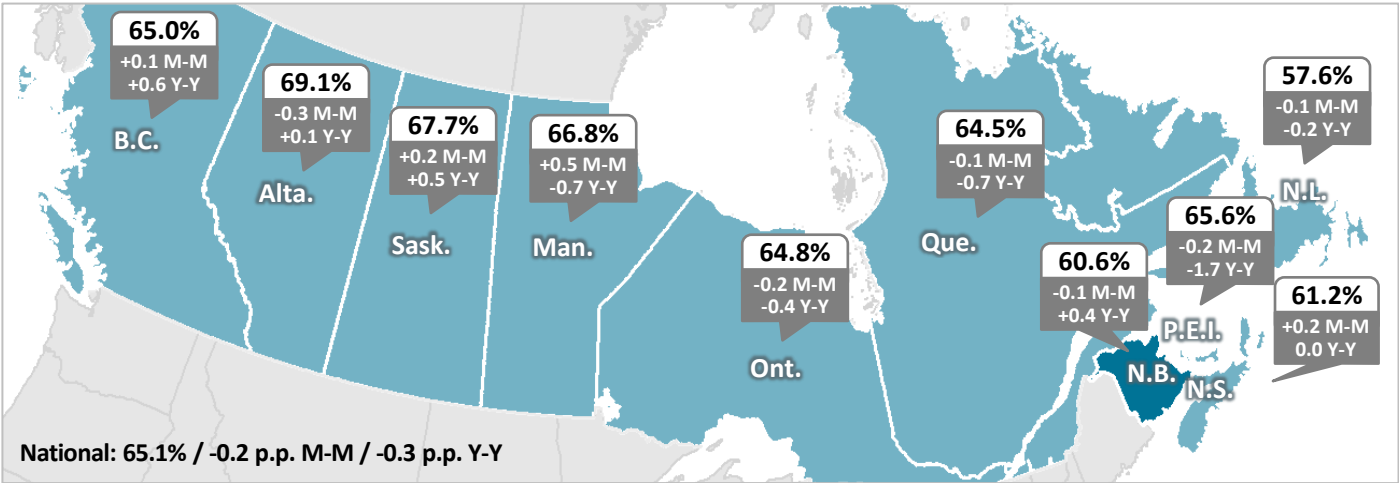 65.0%
+0.1 M-M
+0.6 Y-Y
B.C.
69.1%
-0.3 M-M
+0.1 Y-Y
Alta.
67.7%
+0.2 M-M
+0.5 Y-Y
Sask.
66.8%
+0.5 M-M
-0.7 Y-Y
Man.
64.8%
-0.2 M-M
-0.4 Y-Y
Ont.
64.5%
-0.1 M-M
-0.7 Y-Y
Que.
57.6%
-0.1 M-M
-0.2 Y-Y
N.L.
65.6%
-0.2 M-M
-1.7 Y-Y
P.E.I.
60.6%
-0.1 M-M
+0.4 Y-Y
N.B.
61.2%
+0.2 M-M
0.0 Y-Y
N.S.
National: 65.1% / -0.2 p.p. M-M / -0.3 p.p. Y-Y